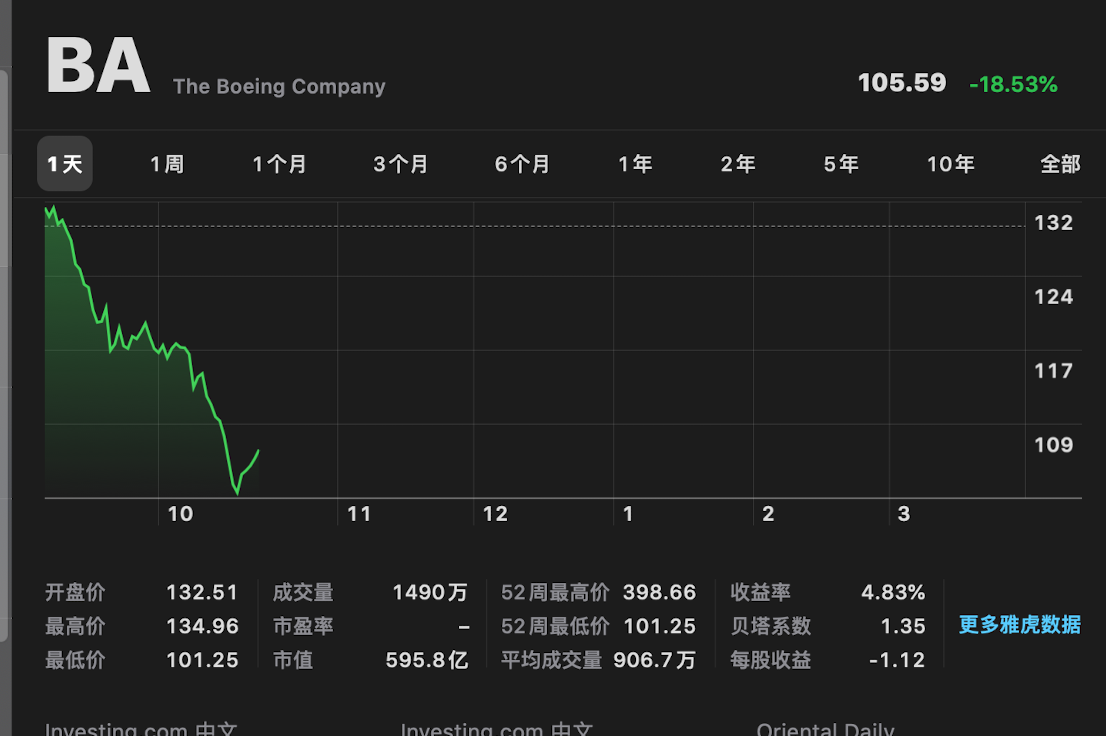 BA The Boeing Company 105.59 -18.53%
1天 1周 1个月 3个月 6个月 1年 2年 5年 10年 全部
132
124
117
109
10 11 12 1 2 3
开盘价 132.51 成交量 1490万 52周最高价 398.66 收益率 4.83%
最高价 134.96 市盈率 – 52周最低价 101.25 贝塔系数 1.35 更多雅虎数据
最低价 101.25 市值 595.8亿 平均成交量 906.7万 每股收益 -1.12
Investing.com 中文 Investing.com 中文 Oriental Daily